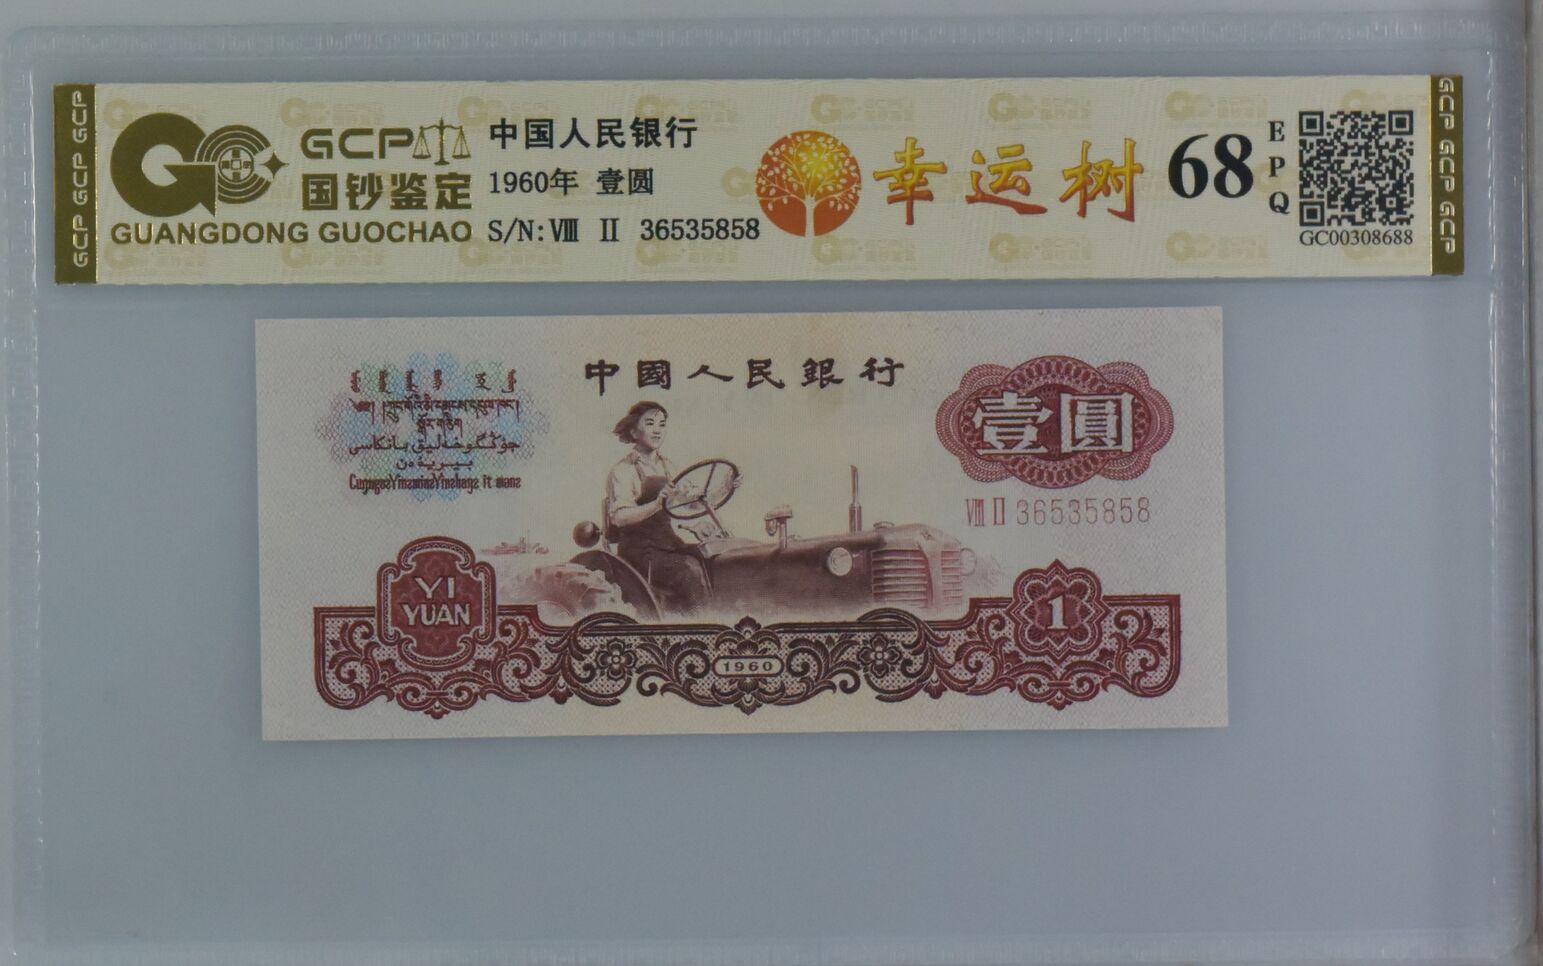 GCP GCP GCP
GCP
国钞鉴定
GUANGDONG GUOCHAO
中国人民银行
1960年 壹圆
S/N:Ⅷ Ⅱ 36535858
幸运树
68
EPQ
GC00308688
GCP GCP GCP
中國人民銀行
壹圓
Ⅷ Ⅱ 36535858
YI
YUAN
1960
1